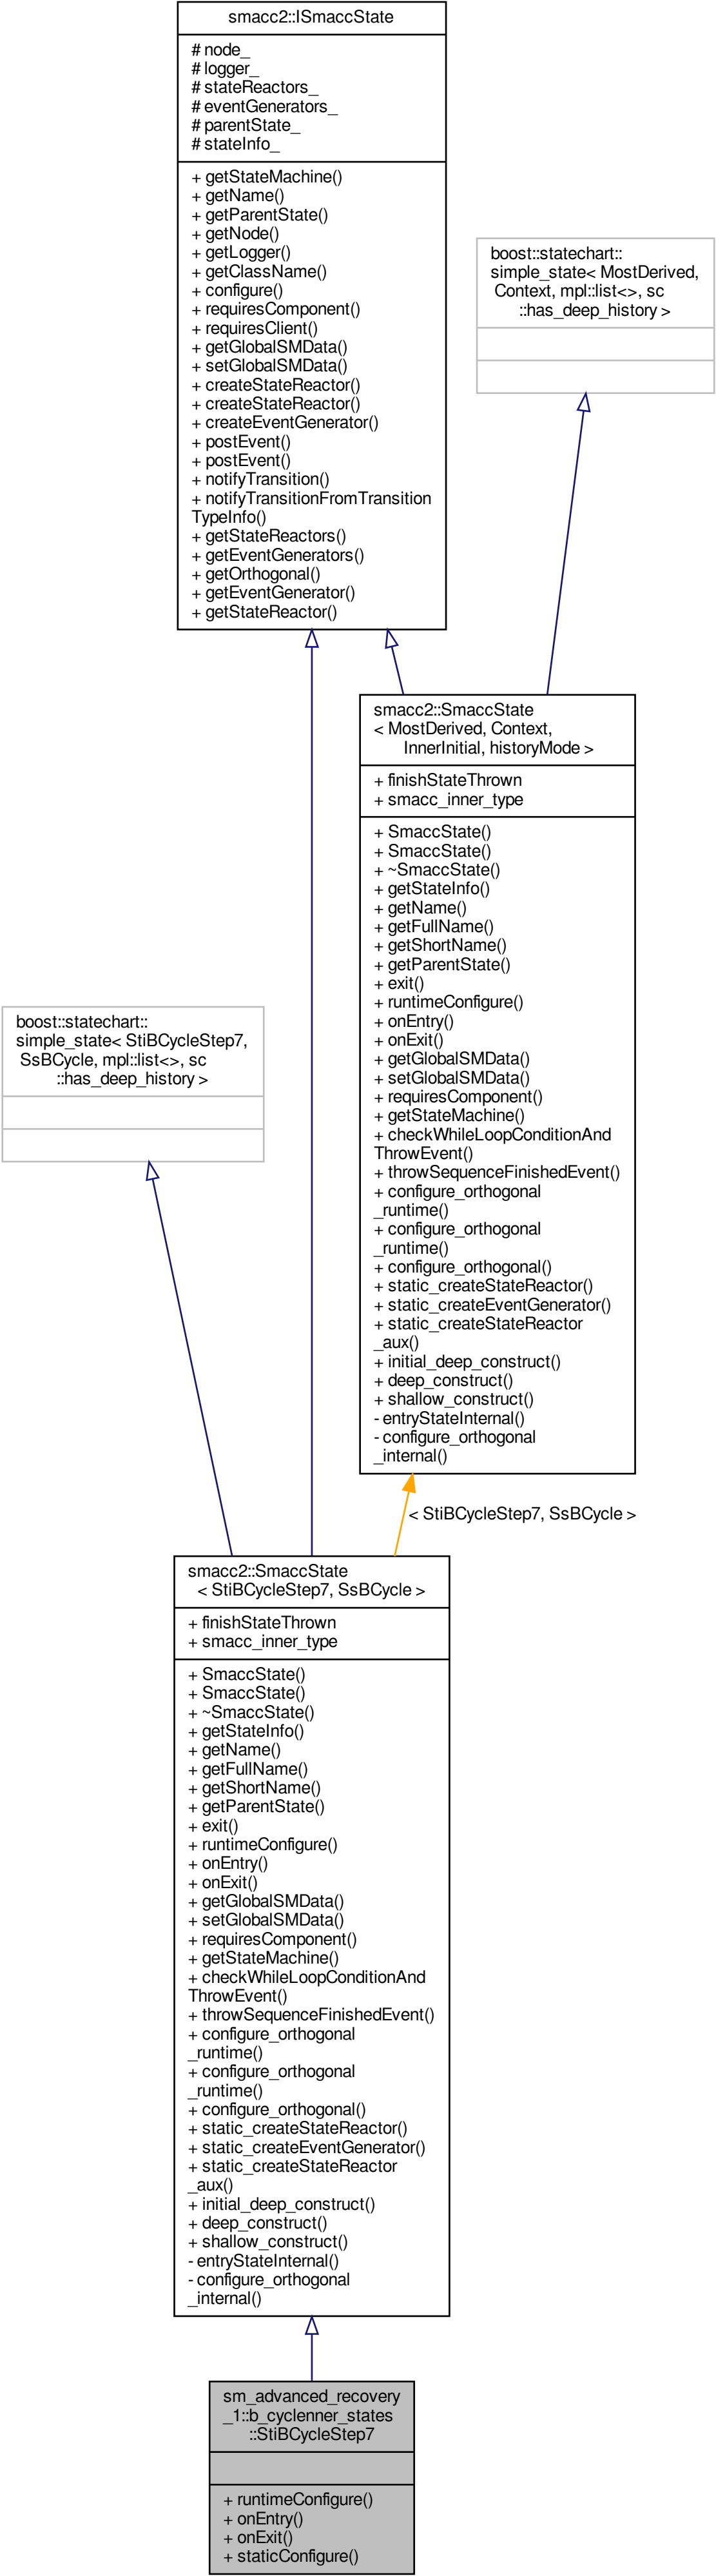 smacc2::ISmaccState
# node_
# logger_
# stateReactors_
# eventGenerators_
# parentState_
# stateInfo_
+ getStateMachine()
+ getName()
+ getParentState()
+ getNode()
+ getLogger()
+ getClassName()
+ configure()
+ requiresComponent()
+ requiresClient()
+ getGlobalSMData()
+ setGlobalSMData()
+ createStateReactor()
+ createStateReactor()
+ createEventGenerator()
+ postEvent()
+ postEvent()
+ notifyTransition()
+ notifyTransitionFromTransition
TypeInfo()
+ getStateReactors()
+ getEventGenerators()
+ getOrthogonal()
+ getEventGenerator()
+ getStateReactor()
boost::statechart::
simple_state< MostDerived,
Context, mpl::list<>, sc
::has_deep_history >
smacc2::SmaccState
< MostDerived, Context,
InnerInitial, historyMode >
+ finishStateThrown
+ smacc_inner_type
+ SmaccState()
+ SmaccState()
+ ~SmaccState()
+ getStateInfo()
+ getName()
+ getFullName()
+ getShortName()
+ getParentState()
+ exit()
+ runtimeConfigure()
+ onEntry()
+ onExit()
+ getGlobalSMData()
+ setGlobalSMData()
+ requiresComponent()
+ getStateMachine()
+ checkWhileLoopConditionAnd
ThrowEvent()
+ throwSequenceFinishedEvent()
+ configure_orthogonal
_runtime()
+ configure_orthogonal
_runtime()
+ configure_orthogonal()
+ static_createStateReactor()
+ static_createEventGenerator()
+ static_createStateReactor
_aux()
+ initial_deep_construct()
+ deep_construct()
+ shallow_construct()
- entryStateInternal()
- configure_orthogonal
_internal()
boost::statechart::
simple_state< StiBCycleStep7,
SsBCycle, mpl::list<>, sc
::has_deep_history >
< StiBCycleStep7, SsBCycle >
smacc2::SmaccState
< StiBCycleStep7, SsBCycle >
+ finishStateThrown
+ smacc_inner_type
+ SmaccState()
+ SmaccState()
+ ~SmaccState()
+ getStateInfo()
+ getName()
+ getFullName()
+ getShortName()
+ getParentState()
+ exit()
+ runtimeConfigure()
+ onEntry()
+ onExit()
+ getGlobalSMData()
+ setGlobalSMData()
+ requiresComponent()
+ getStateMachine()
+ checkWhileLoopConditionAnd
ThrowEvent()
+ throwSequenceFinishedEvent()
+ configure_orthogonal
_runtime()
+ configure_orthogonal
_runtime()
+ configure_orthogonal()
+ static_createStateReactor()
+ static_createEventGenerator()
+ static_createStateReactor
_aux()
+ initial_deep_construct()
+ deep_construct()
+ shallow_construct()
- entryStateInternal()
- configure_orthogonal
_internal()
sm_advanced_recovery
_1::b_cyclenner_states
::StiBCycleStep7
+ runtimeConfigure()
+ onEntry()
+ onExit()
+ staticConfigure()